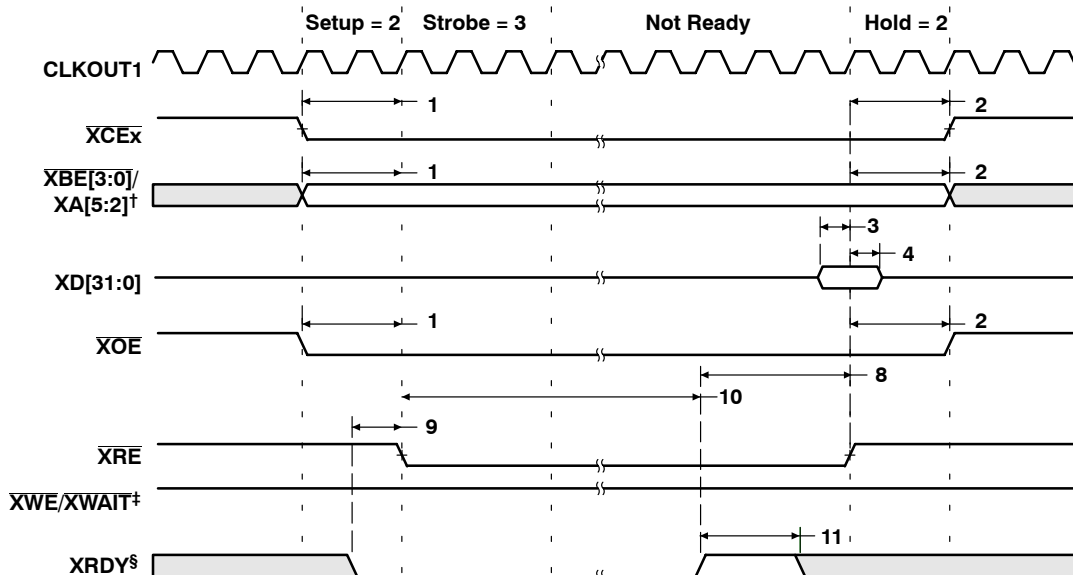 Setup = 2 Strobe = 3 Not Ready Hold = 2
CLKOUT1
1 2
XCEx
1 2
XBE[3:0]/
XA[5:2]†
3
4
XD[31:0]
1 2
XOE
8
10
9
XRE
XWE/XWAIT‡
11
XRDY§